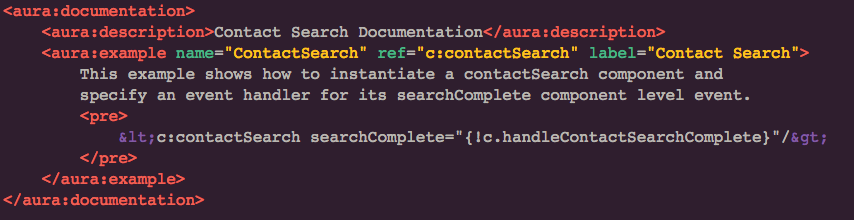 <aura:documentation>
    <aura:description>Contact Search Documentation</aura:description>
    <aura:example name="ContactSearch" ref="c:contactSearch" label="Contact Search">
        This example shows how to instantiate a contactSearch component and
        specify an event handler for its searchComplete component level event.
        <pre>
            &lt;c:contactSearch searchComplete="{!c.handleContactSearchComplete}"/&gt;
        </pre>
    </aura:example>
</aura:documentation>